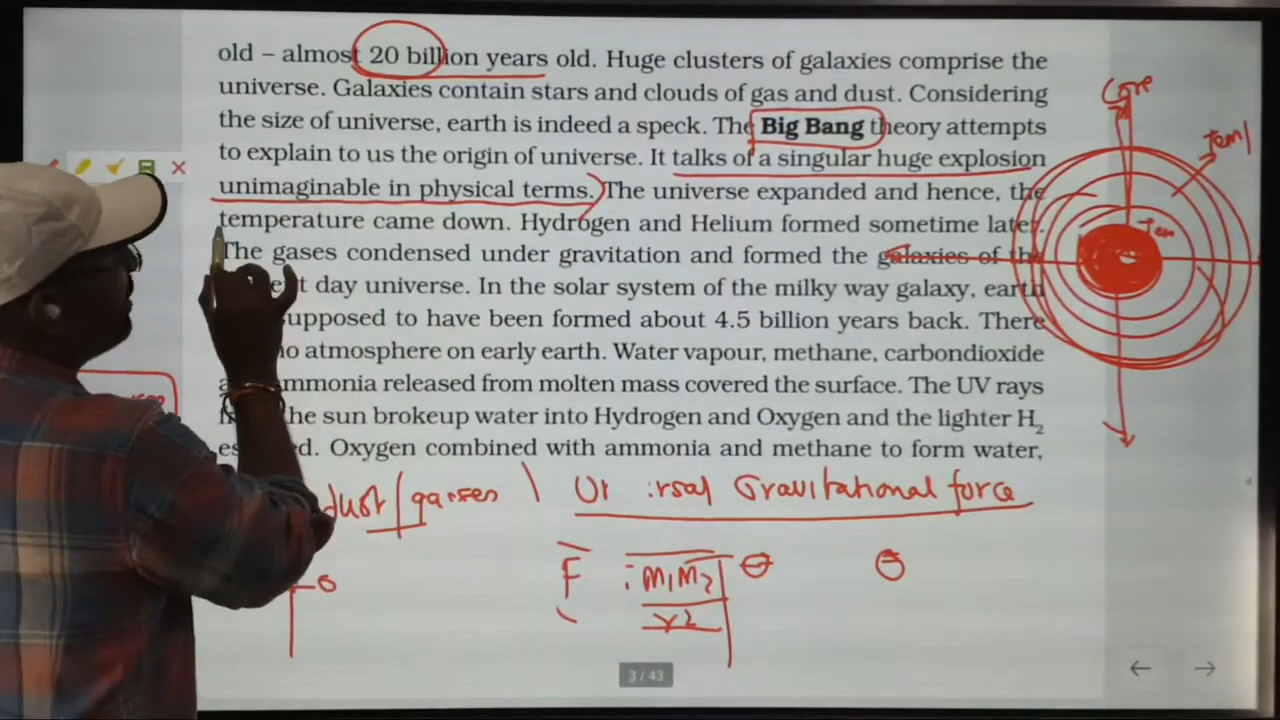 old – almost 20 billion years old. Huge clusters of galaxies comprise the
universe. Galaxies contain stars and clouds of gas and dust. Considering
the size of universe, earth is indeed a speck. The Big Bang theory attempts
to explain to us the origin of universe. It talks of a singular huge explosion
unimaginable in physical terms. The universe expanded and hence, the
temperature came down. Hydrogen and Helium formed sometime later.
The gases condensed under gravitation and formed the galaxies of the
day universe. In the solar system of the milky way galaxy, earth
upposed to have been formed about 4.5 billion years back. There
no atmosphere on early earth. Water vapour, methane, carbondioxide
mmonia released from molten mass covered the surface. The UV rays
he sun brokeup water into Hydrogen and Oxygen and the lighter H2
es d. Oxygen combined with ammonia and methane to form water,
Core
Tem
Tem
dust/gasses
Gravitational force
F
M1M2
r2
3 / 43